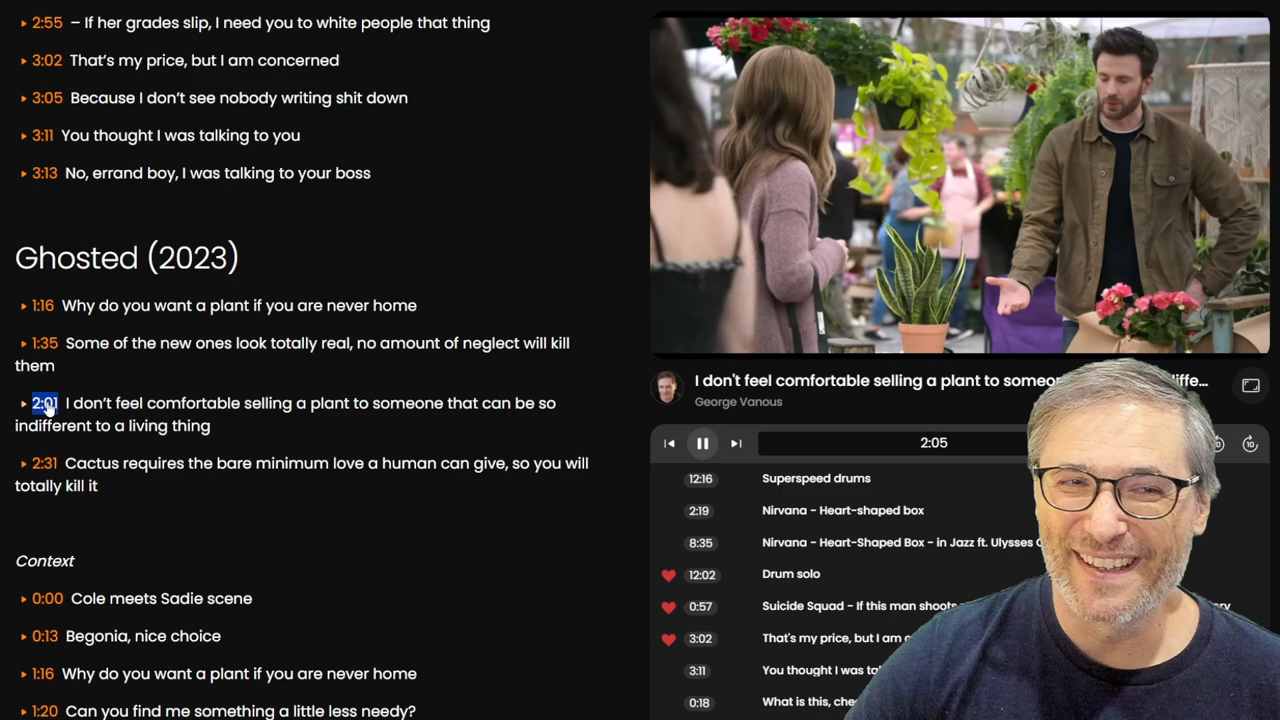 2:55 – If her grades slip, I need you to white people that thing
3:02 That's my price, but I am concerned
3:05 Because I don't see nobody writing shit down
3:11 You thought I was talking to you
3:13 No, errand boy, I was talking to your boss
Ghosted (2023)
1:16 Why do you want a plant if you are never home
1:35 Some of the new ones look totally real, no amount of neglect will kill
them
2:01 I don't feel comfortable selling a plant to someone that can be so
indifferent to a living thing
2:31 Cactus requires the bare minimum love a human can give, so you will
totally kill it
Context
0:00 Cole meets Sadie scene
0:13 Begonia, nice choice
1:16 Why do you want a plant if you are never home
1:20 Can you find me something a little less needy?
I don't feel comfortable selling a plant to
George Vanous
2:05
10
12:16 Superspeed drums
2:19 Nirvana - Heart-shaped box
8:35 Nirvana - Heart-Shaped Box - in Jazz ft. Ulysses
12:02 Drum solo
0:57 Suicide Squad - If this man
3:02 That's my price, but I am
3:11 You thought I was
0:18 What is this,